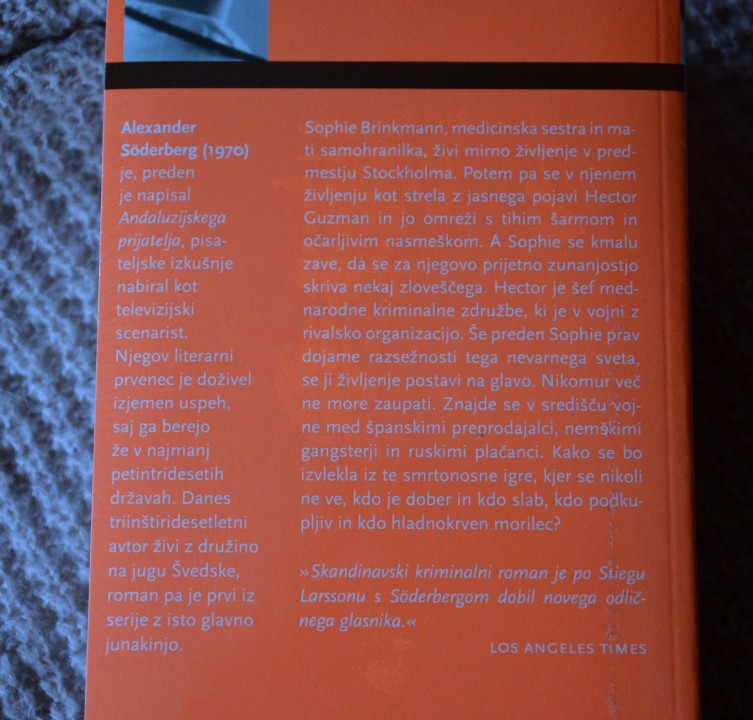 Alexander
Söderberg (1970)
je, preden
je napisal
Andaluzijskega
prijatelja, pisa-
teljske izkušnje
nabiral kot
televizijski
scenarist.
Njegov literarni
prvenec je doživel
izjemen uspeh,
saj ga berejo
že v najmanj
petintridesetih
državah. Danes
triinštiridesetletni
avtor živi z družino
na jugu Švedske,
roman pa je prvi iz
serije z isto glavno
junakinjo.
Sophie Brinkmann, medicinska sestra in ma-
ti samohranilka, živi mirno življenje v pred-
mestju Stockholma. Potem pa se v njenem
življenju kot strela z jasnega pojavi Hector
Guzman in jo omreži s tihim šarmom in
očarljivim nasmeškom. A Sophie se kmalu
zave, da se za njegovo prijetno zunanjostjo
skriva nekaj zloveščega. Hector je šef med-
narodne kriminalne združbe, ki je v vojni z
rivalsko organizacijo. Še preden Sophie prav
dojame razsežnosti tega nevarnega sveta,
se ji življenje postavi na glavo. Nikomur več
ne more zaupati. Znajde se v središču voj-
ne med španskimi preprodajalci, nemškimi
gangsterji in ruskimi plačanci. Kako se bo
izvlekla iz te smrtonosne igre, kjer se nikoli
ne ve, kdo je dober in kdo slab, kdo podku-
pljiv in kdo hladnokrven morilec?
»Skandinavski kriminalni roman je po Stiegu
Larssonu s Söderbergom dobil novega odlič-
nega glasnika.«
LOS ANGELES TIMES